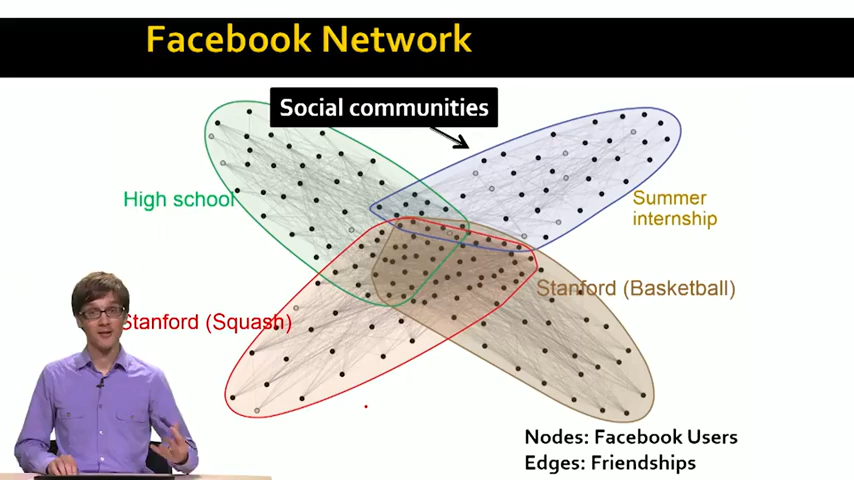 Facebook Network
Social communities
High school
Summer
internship
Stanford (Basketball)
Stanford (Squash)
Nodes: Facebook Users
Edges: Friendships